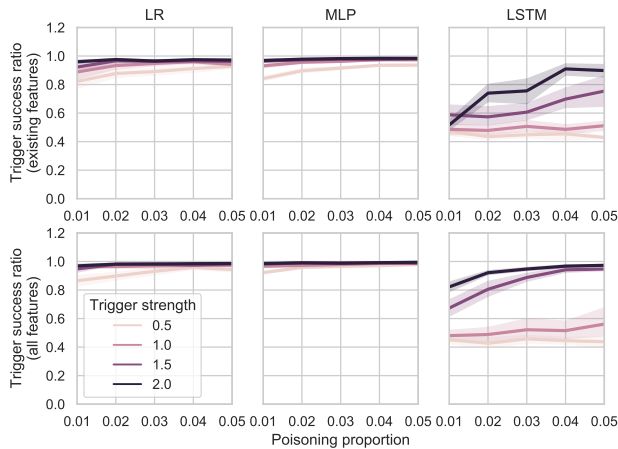 LR MLP LSTM
1.2
1.0
0.8
0.6
0.4
0.2
0.0
Trigger success ratio
(existing features)
0.01 0.02 0.03 0.04 0.05 0.01 0.02 0.03 0.04 0.05 0.01 0.02 0.03 0.04 0.05
1.2
1.0
0.8
0.6
0.4
0.2
0.0
Trigger success ratio
(all features)
Trigger strength
0.5
1.0
1.5
2.0
0.01 0.02 0.03 0.04 0.05 0.01 0.02 0.03 0.04 0.05 0.01 0.02 0.03 0.04 0.05
Poisoning proportion